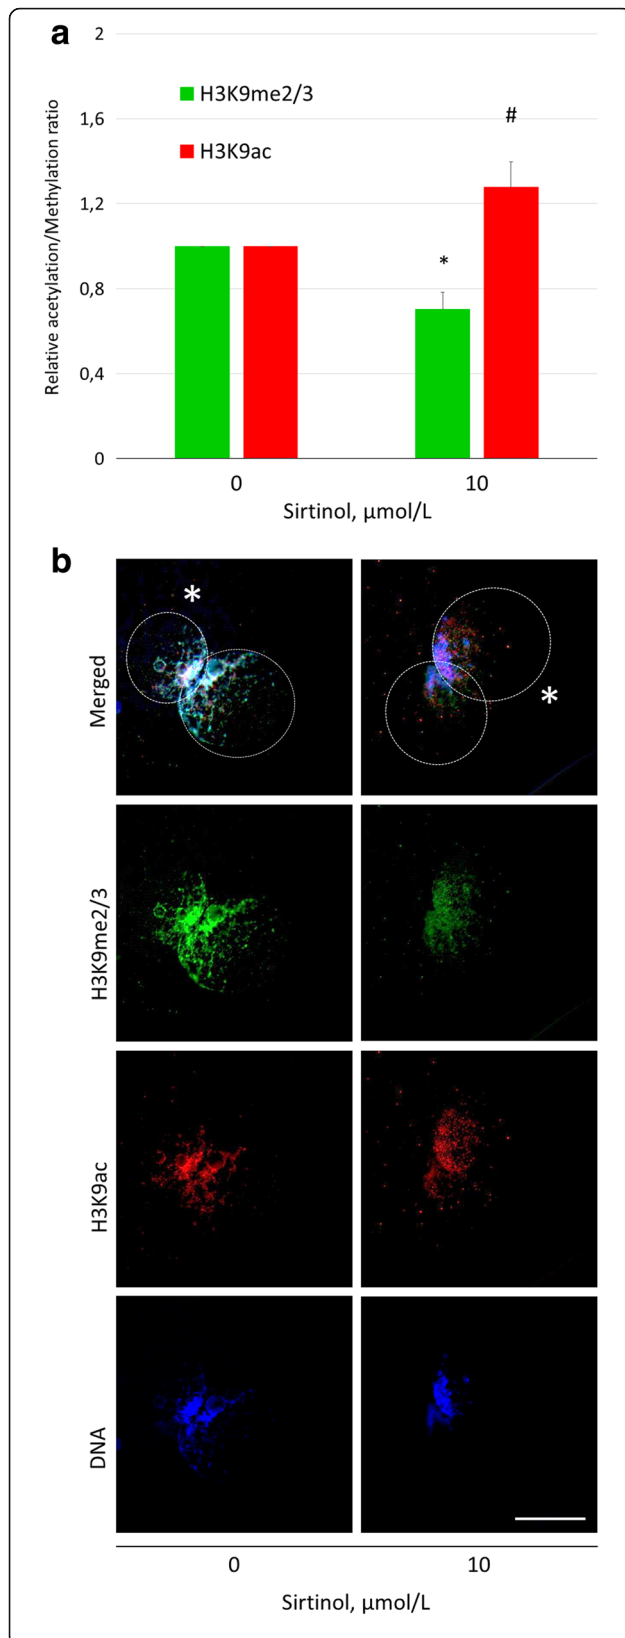 a
2
1,6
1,2
0,8
0,4
0
Relative acetylation/Methylation ratio
H3K9me2/3
H3K9ac
*
#
0
10
Sirtinol, µmol/L
b
Merged
*
*
H3K9me2/3
H3K9ac
DNA
0
10
Sirtinol, µmol/L